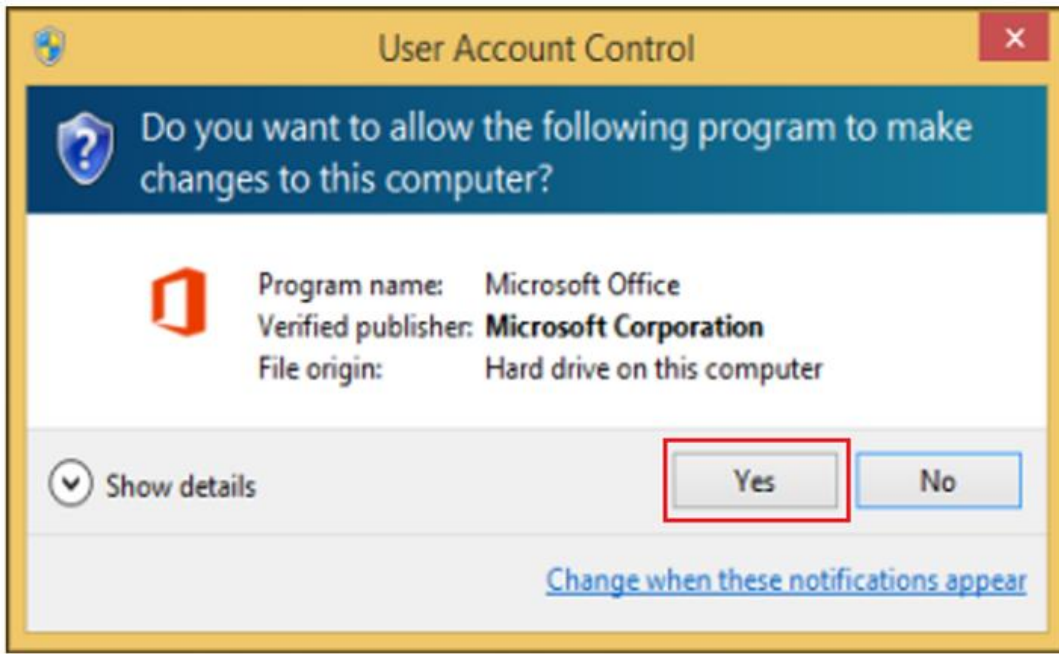 User Account Control
Do you want to allow the following program to make
changes to this computer?
Program name: Microsoft Office
Verified publisher: Microsoft Corporation
File origin: Hard drive on this computer
Show details Yes No
Change when these notifications appear